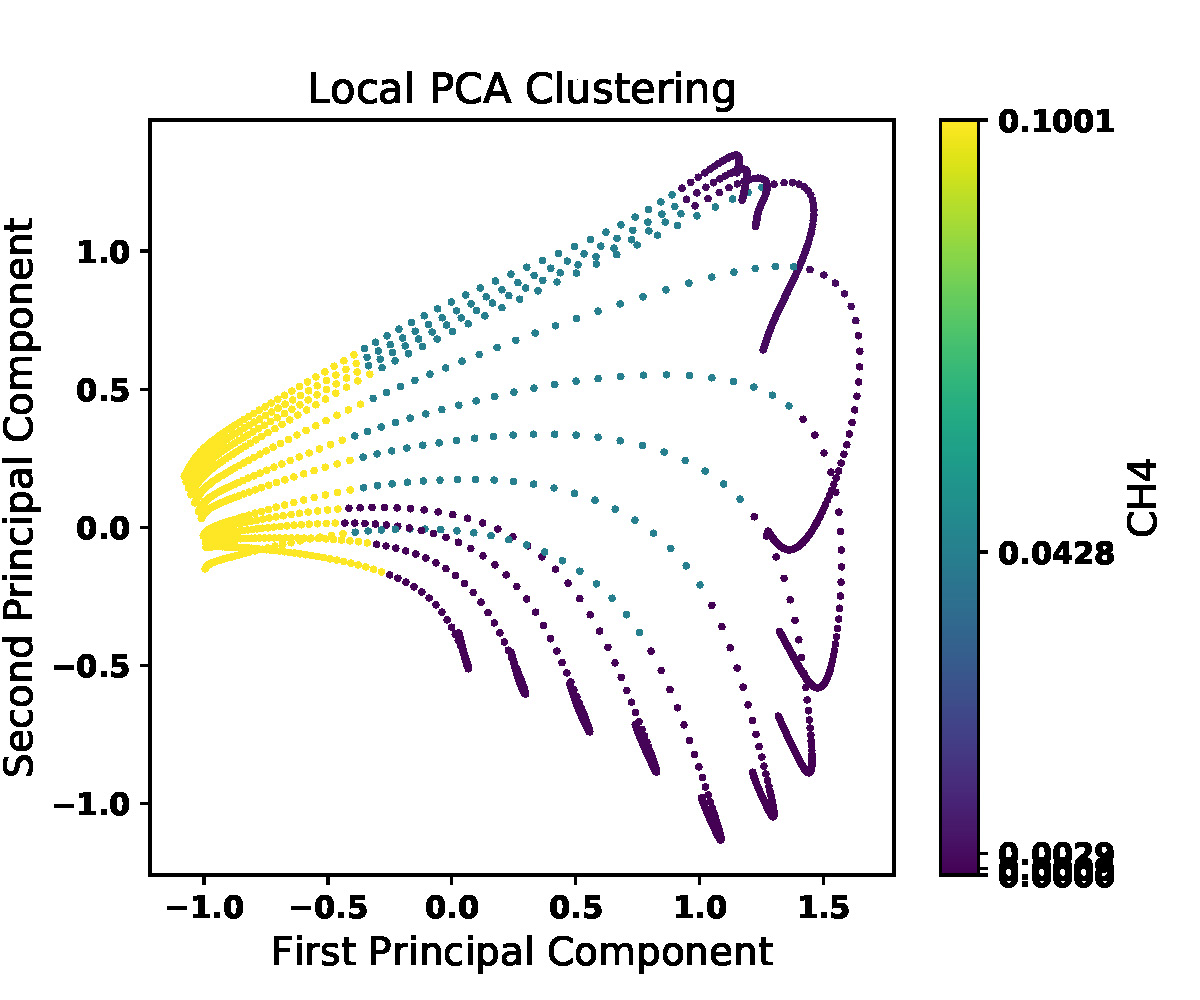 Local PCA Clustering
Second Principal Component
1.0
0.5
0.0
−0.5
−1.0
−1.0 −0.5 0.0 0.5 1.0 1.5
First Principal Component
0.1001
0.0428
0.0029
0.0000
CH4